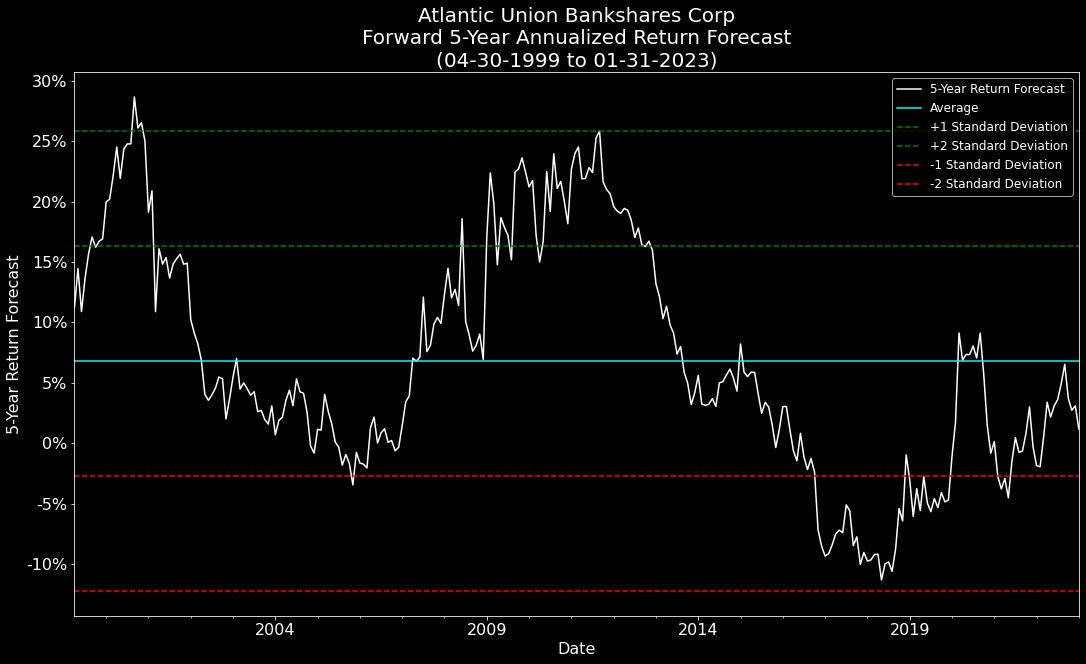 Atlantic Union Bankshares Corp
Forward 5-Year Annualized Return Forecast
(04-30-1999 to 01-31-2023)
5-Year Return Forecast
Average
+1 Standard Deviation
+2 Standard Deviation
-1 Standard Deviation
-2 Standard Deviation
5-Year Return Forecast
30%
25%
20%
15%
10%
5%
0%
-5%
-10%
2004
2009
2014
2019
Date